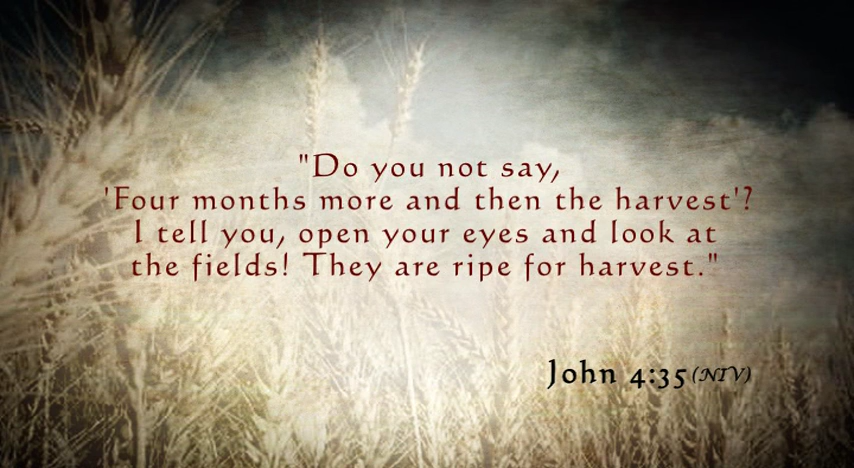 "Do you not say,
'Four months more and then the harvest'?
I tell you, open your eyes and look at
the fields! They are ripe for harvest."
John 4:35 (NIV)